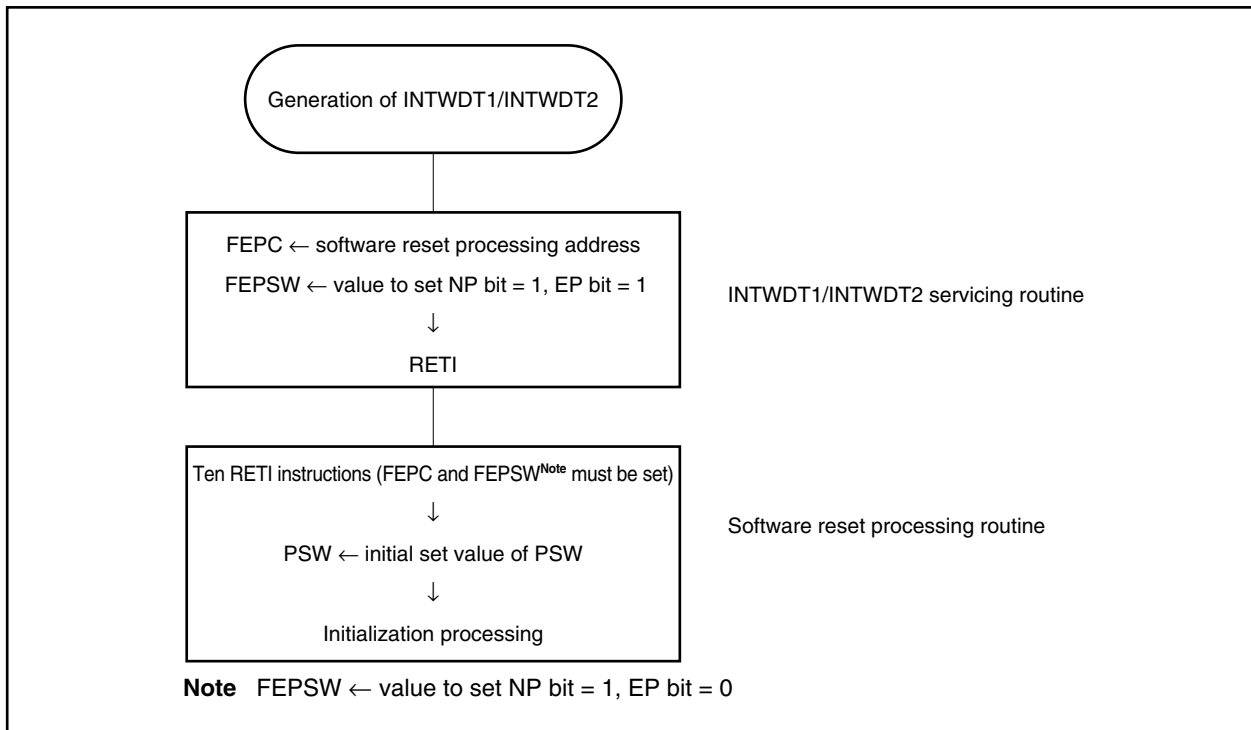 Generation of INTWDT1/INTWDT2
FEPC ← software reset processing address
FEPSW ← value to set NP bit = 1, EP bit = 1
↓
RETI
INTWDT1/INTWDT2 servicing routine
Ten RETI instructions (FEPC and FEPSWNote must be set)
↓
PSW ← initial set value of PSW
↓
Initialization processing
Software reset processing routine
Note FEPSW ← value to set NP bit = 1, EP bit = 0